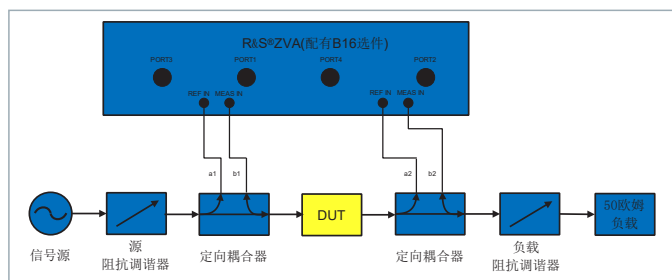 R&S®ZVA(配有B16选件)
PORT3 PORT1 PORT4 PORT2
REF IN MEAS IN REF IN MEAS IN
a1 b1 a2 b2
DUT
50欧姆
负载
信号源
源
阻抗调谐器
定向耦合器
定向耦合器
负载
阻抗调谐器